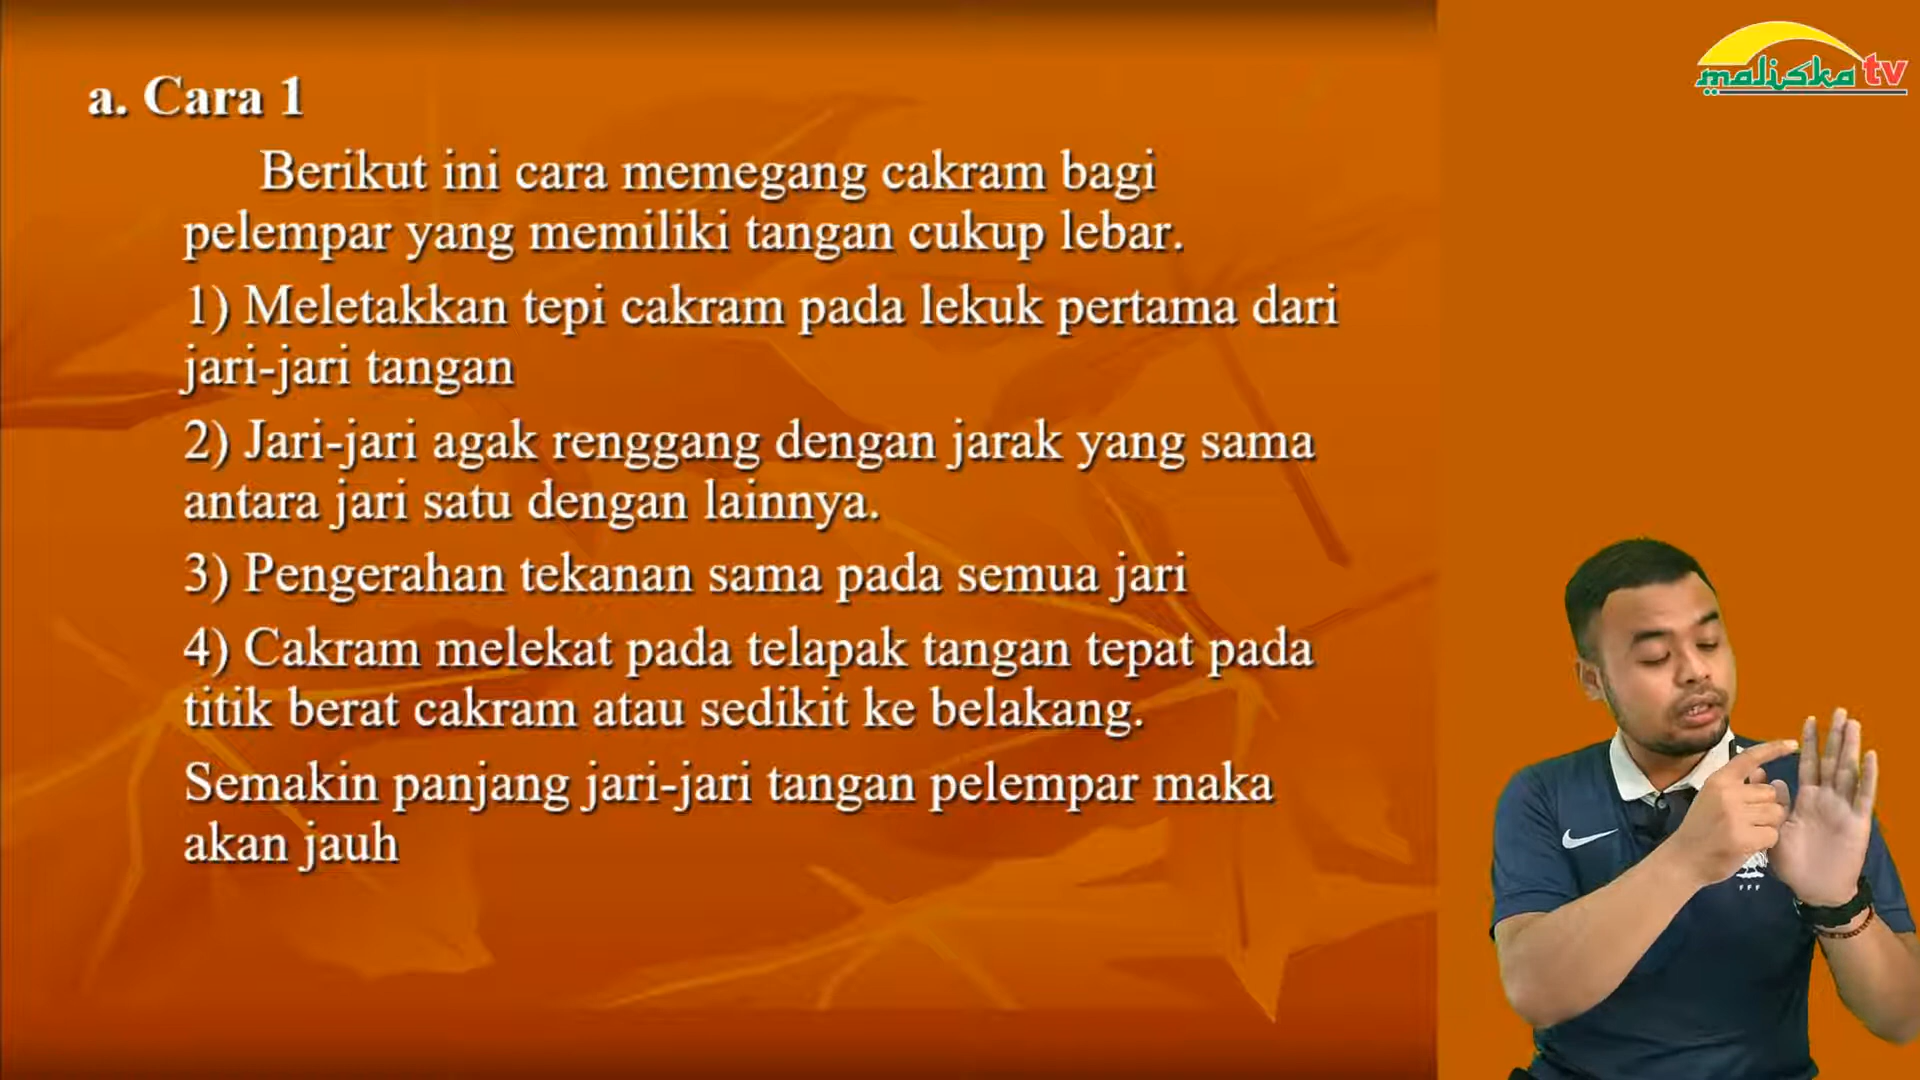 maliska tv
a. Cara 1
Berikut ini cara memegang cakram bagi
pelempar yang memiliki tangan cukup lebar.
1) Meletakkan tepi cakram pada lekuk pertama dari
jari-jari tangan
2) Jari-jari agak renggang dengan jarak yang sama
antara jari satu dengan lainnya.
3) Pengerahan tekanan sama pada semua jari
4) Cakram melekat pada telapak tangan tepat pada
titik berat cakram atau sedikit ke belakang.
Semakin panjang jari-jari tangan pelempar maka
akan jauh
FFF